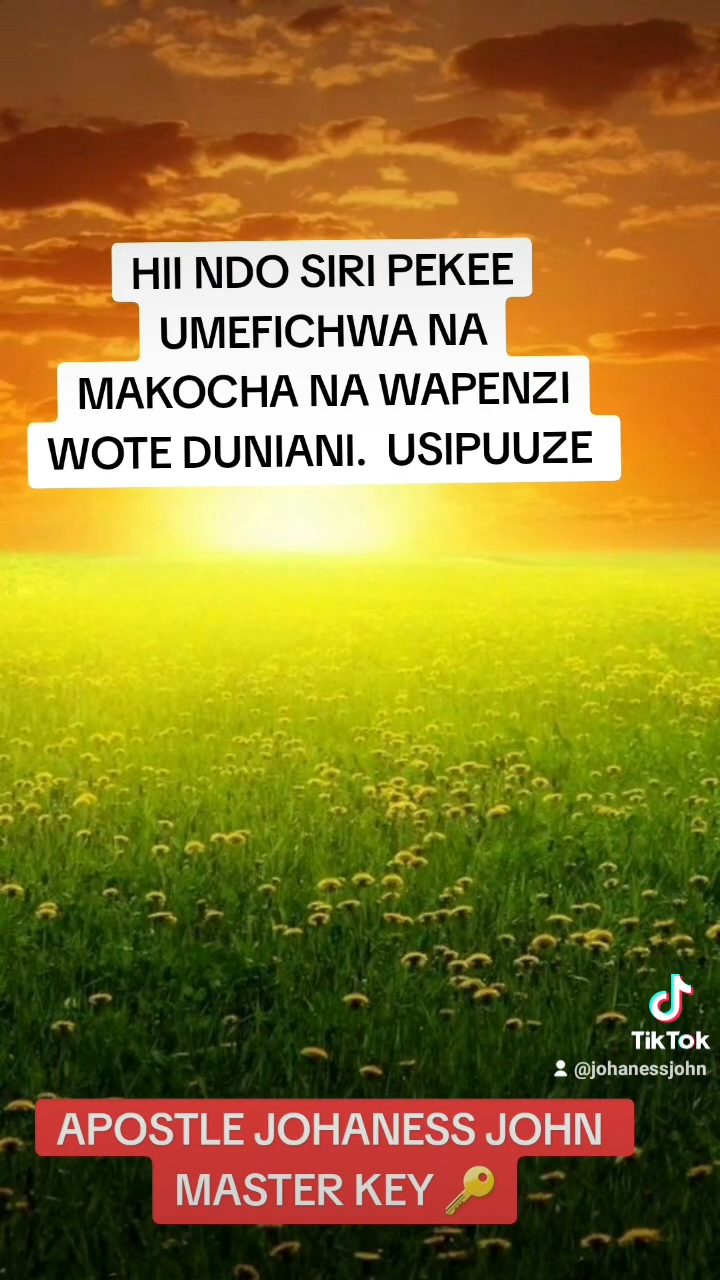 HII NDO SIRI PEKEE
UMEFICHWA NA
MAKOCHA NA WAPENZI
WOTE DUNIANI. USIPUUZE
TikTok
@johanessjohn
APOSTLE JOHANESS JOHN
MASTER KEY 🔑